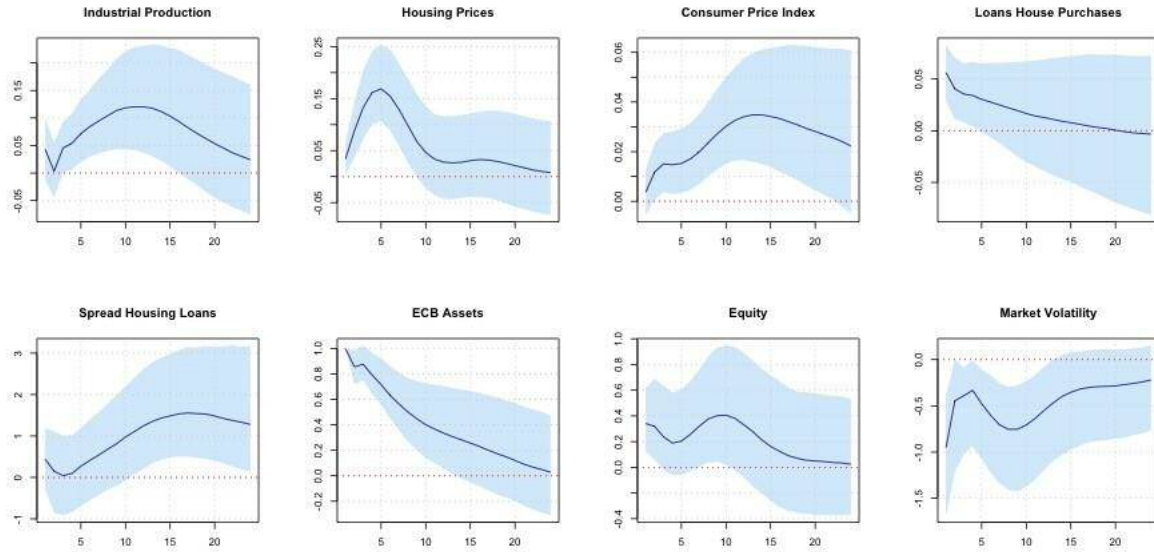 Industrial Production
Housing Prices
Consumer Price Index
Loans House Purchases
-0.05 0.05 0.15
5 10 15 20
-0.05 0.05 0.15 0.25
5 10 15 20
0.00 0.02 0.04 0.06
5 10 15 20
-0.05 0.00 0.05
5 10 15 20
Spread Housing Loans
ECB Assets
Equity
Market Volatility
-1 0 1 2 3
5 10 15 20
-0.2 0.0 0.2 0.4 0.6 0.8 1.0
5 10 15 20
-0.4 0.0 0.2 0.4 0.6 0.8 1.0
5 10 15 20
-1.5 -1.0 -0.5 0.0
5 10 15 20